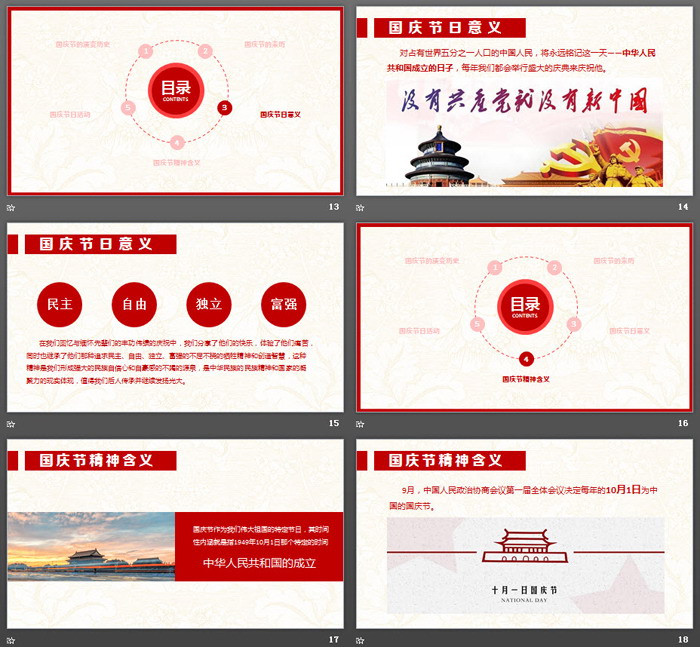 国庆节的演变历史
国庆节的来历
1
2
目录
CONTENTS
5
3
国庆节日活动
国庆节日意义
4
国庆节精神含义
13
国庆节日意义
对占有世界五分之一人口的中国人民，将永远铭记这一天——中华人民
共和国成立的日子，每年我们都会举行盛大的庆典来庆祝他。
没有共产党就没有新中国
14
国庆节日意义
民主
自由
独立
富强
在我们回忆与缅怀先辈们的丰功伟绩的庆祝中，我们分享了他们的快乐，体验了他们痛苦，
同时也继承了他们那种追求民主、自由、独立、富强的不屈不挠的牺牲精神和创造智慧，这种
精神是我们形成强大的民族自信心和自豪感的不竭的源泉，是中华民族的民族精神和国家的凝
聚力的现实体现，值得我们后人传承并继续发扬光大。
15
国庆节的演变历史
国庆节的来历
1
2
目录
CONTENTS
5
3
国庆节日活动
国庆节日意义
4
国庆节精神含义
16
国庆节精神含义
国庆节作为我们伟大祖国的特定节日，其时间
性内涵就是指1949年10月1日那个特定的时间
中华人民共和国的成立
17
国庆节精神含义
9月，中国人民政治协商会议第一届全体会议决定每年的10月1日为中
国的国庆节。
十月一日国庆节
NATIONAL DAY
18